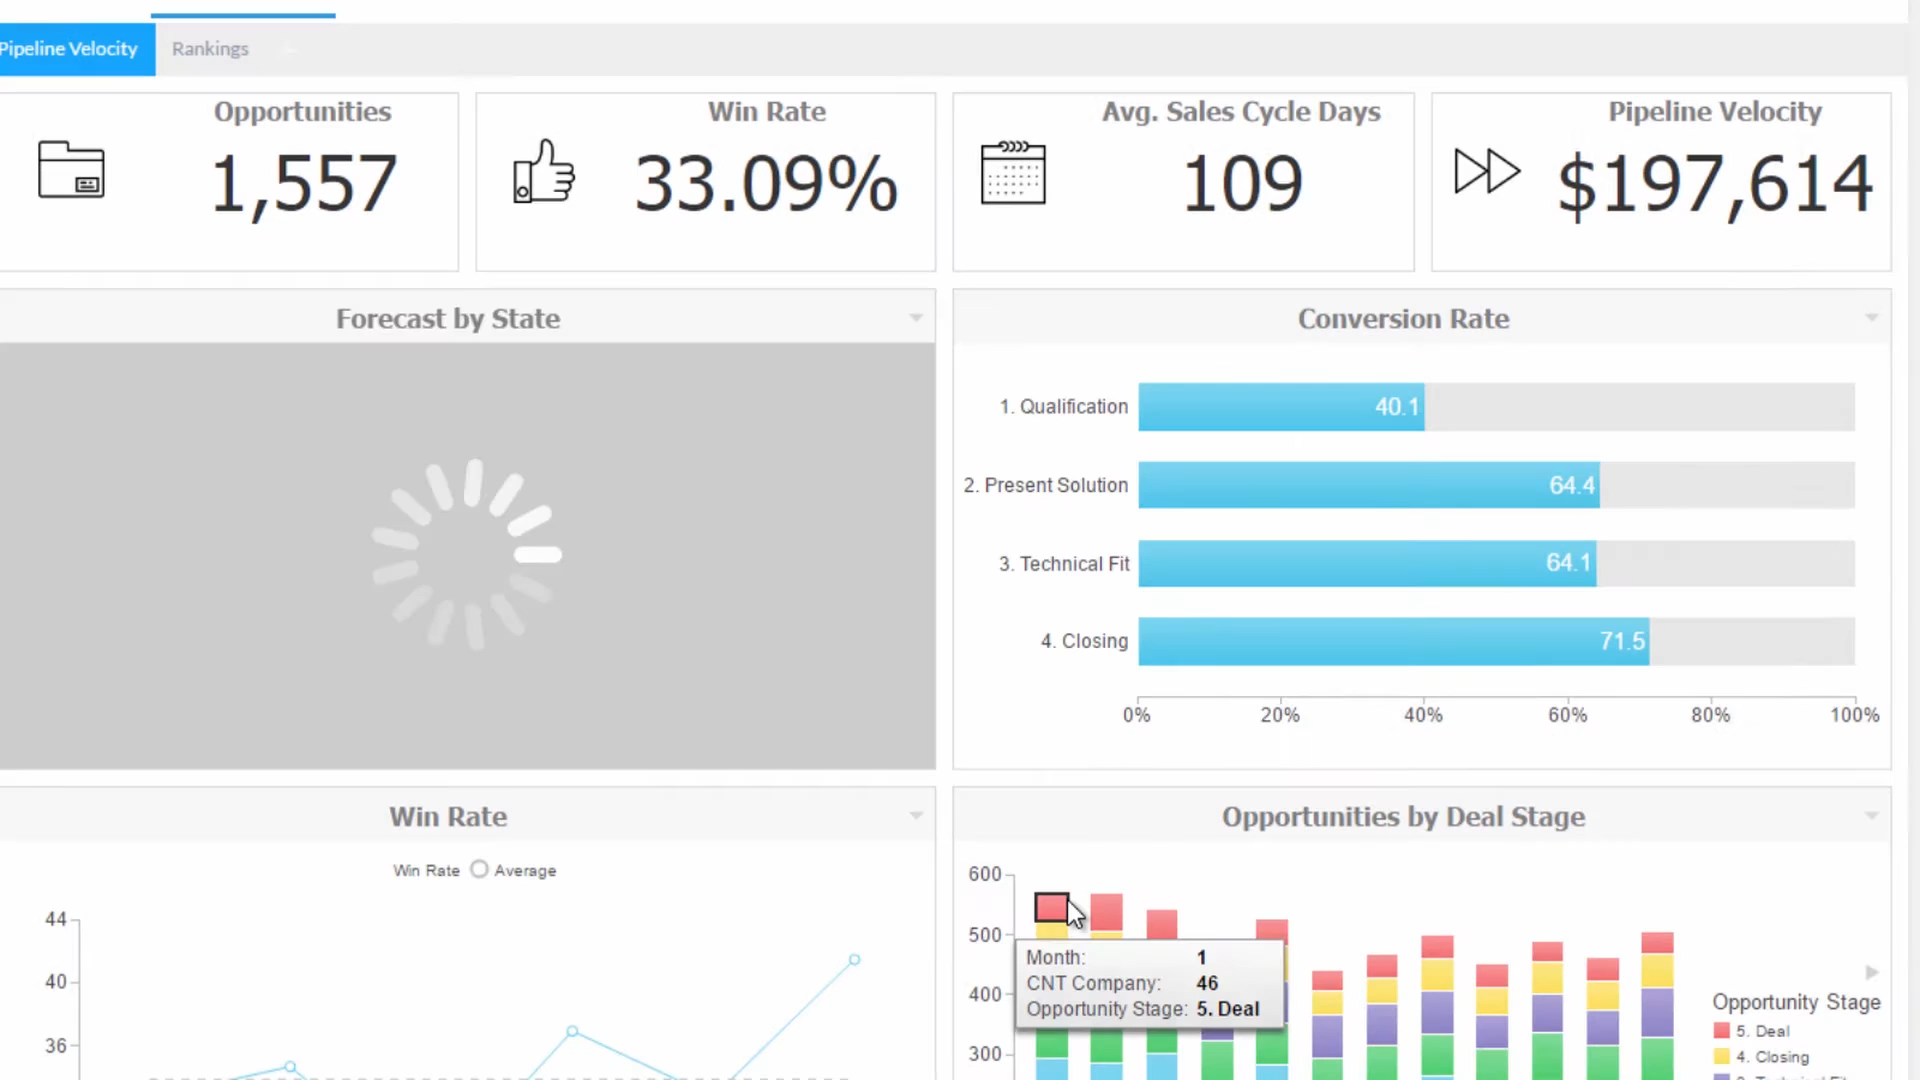 Pipeline Velocity
Rankings
Opportunities
1,557
Win Rate
33.09%
Avg. Sales Cycle Days
109
Pipeline Velocity
$197,614
Forecast by State
Conversion Rate
1. Qualification
40.1
2. Present Solution
64.4
3. Technical Fit
64.1
4. Closing
71.5
0% 20% 40% 60% 80% 100%
Win Rate
Win Rate Average
44
40
36
Opportunities by Deal Stage
600
500
400
300
Month: 1
CNT Company: 46
Opportunity Stage: 5. Deal
Opportunity Stage
5. Deal
4. Closing